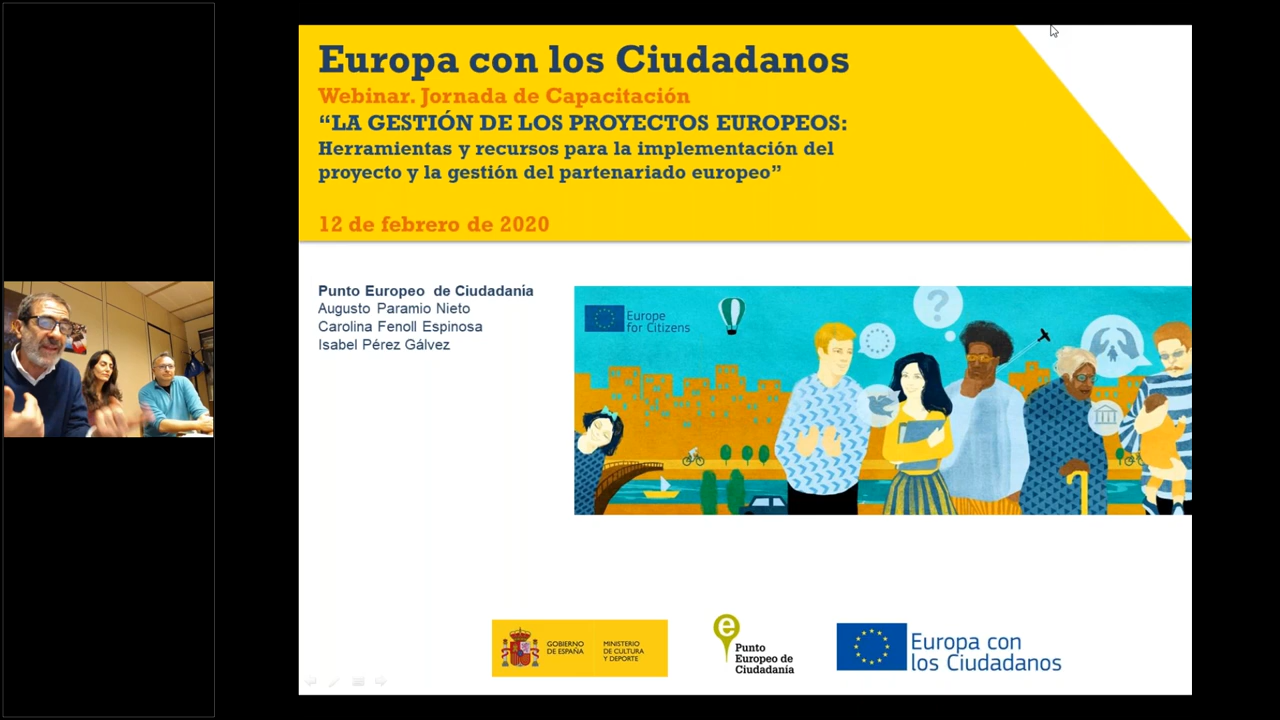 Europa con los Ciudadanos
Webinar. Jornada de Capacitación
“LA GESTIÓN DE LOS PROYECTOS EUROPEOS:
Herramientas y recursos para la implementación del
proyecto y la gestión del partenariado europeo”
12 de febrero de 2020
Punto Europeo de Ciudadanía
Augusto Paramio Nieto
Carolina Fenoll Espinosa
Isabel Pérez Gálvez
Europe
for Citizens
?
GOBIERNO
DE ESPAÑA
MINISTERIO
DE CULTURA
Y DEPORTE
e
Punto
Europeo de
Ciudadanía
Europa con
los Ciudadanos